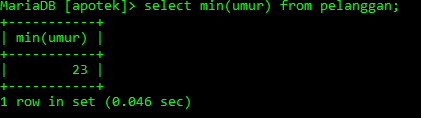 MariaDB [apotek]> select min(umur) from pelanggan;
+-----------+
| min(umur) |
+-----------+
|        23 |
+-----------+
1 row in set (0.046 sec)